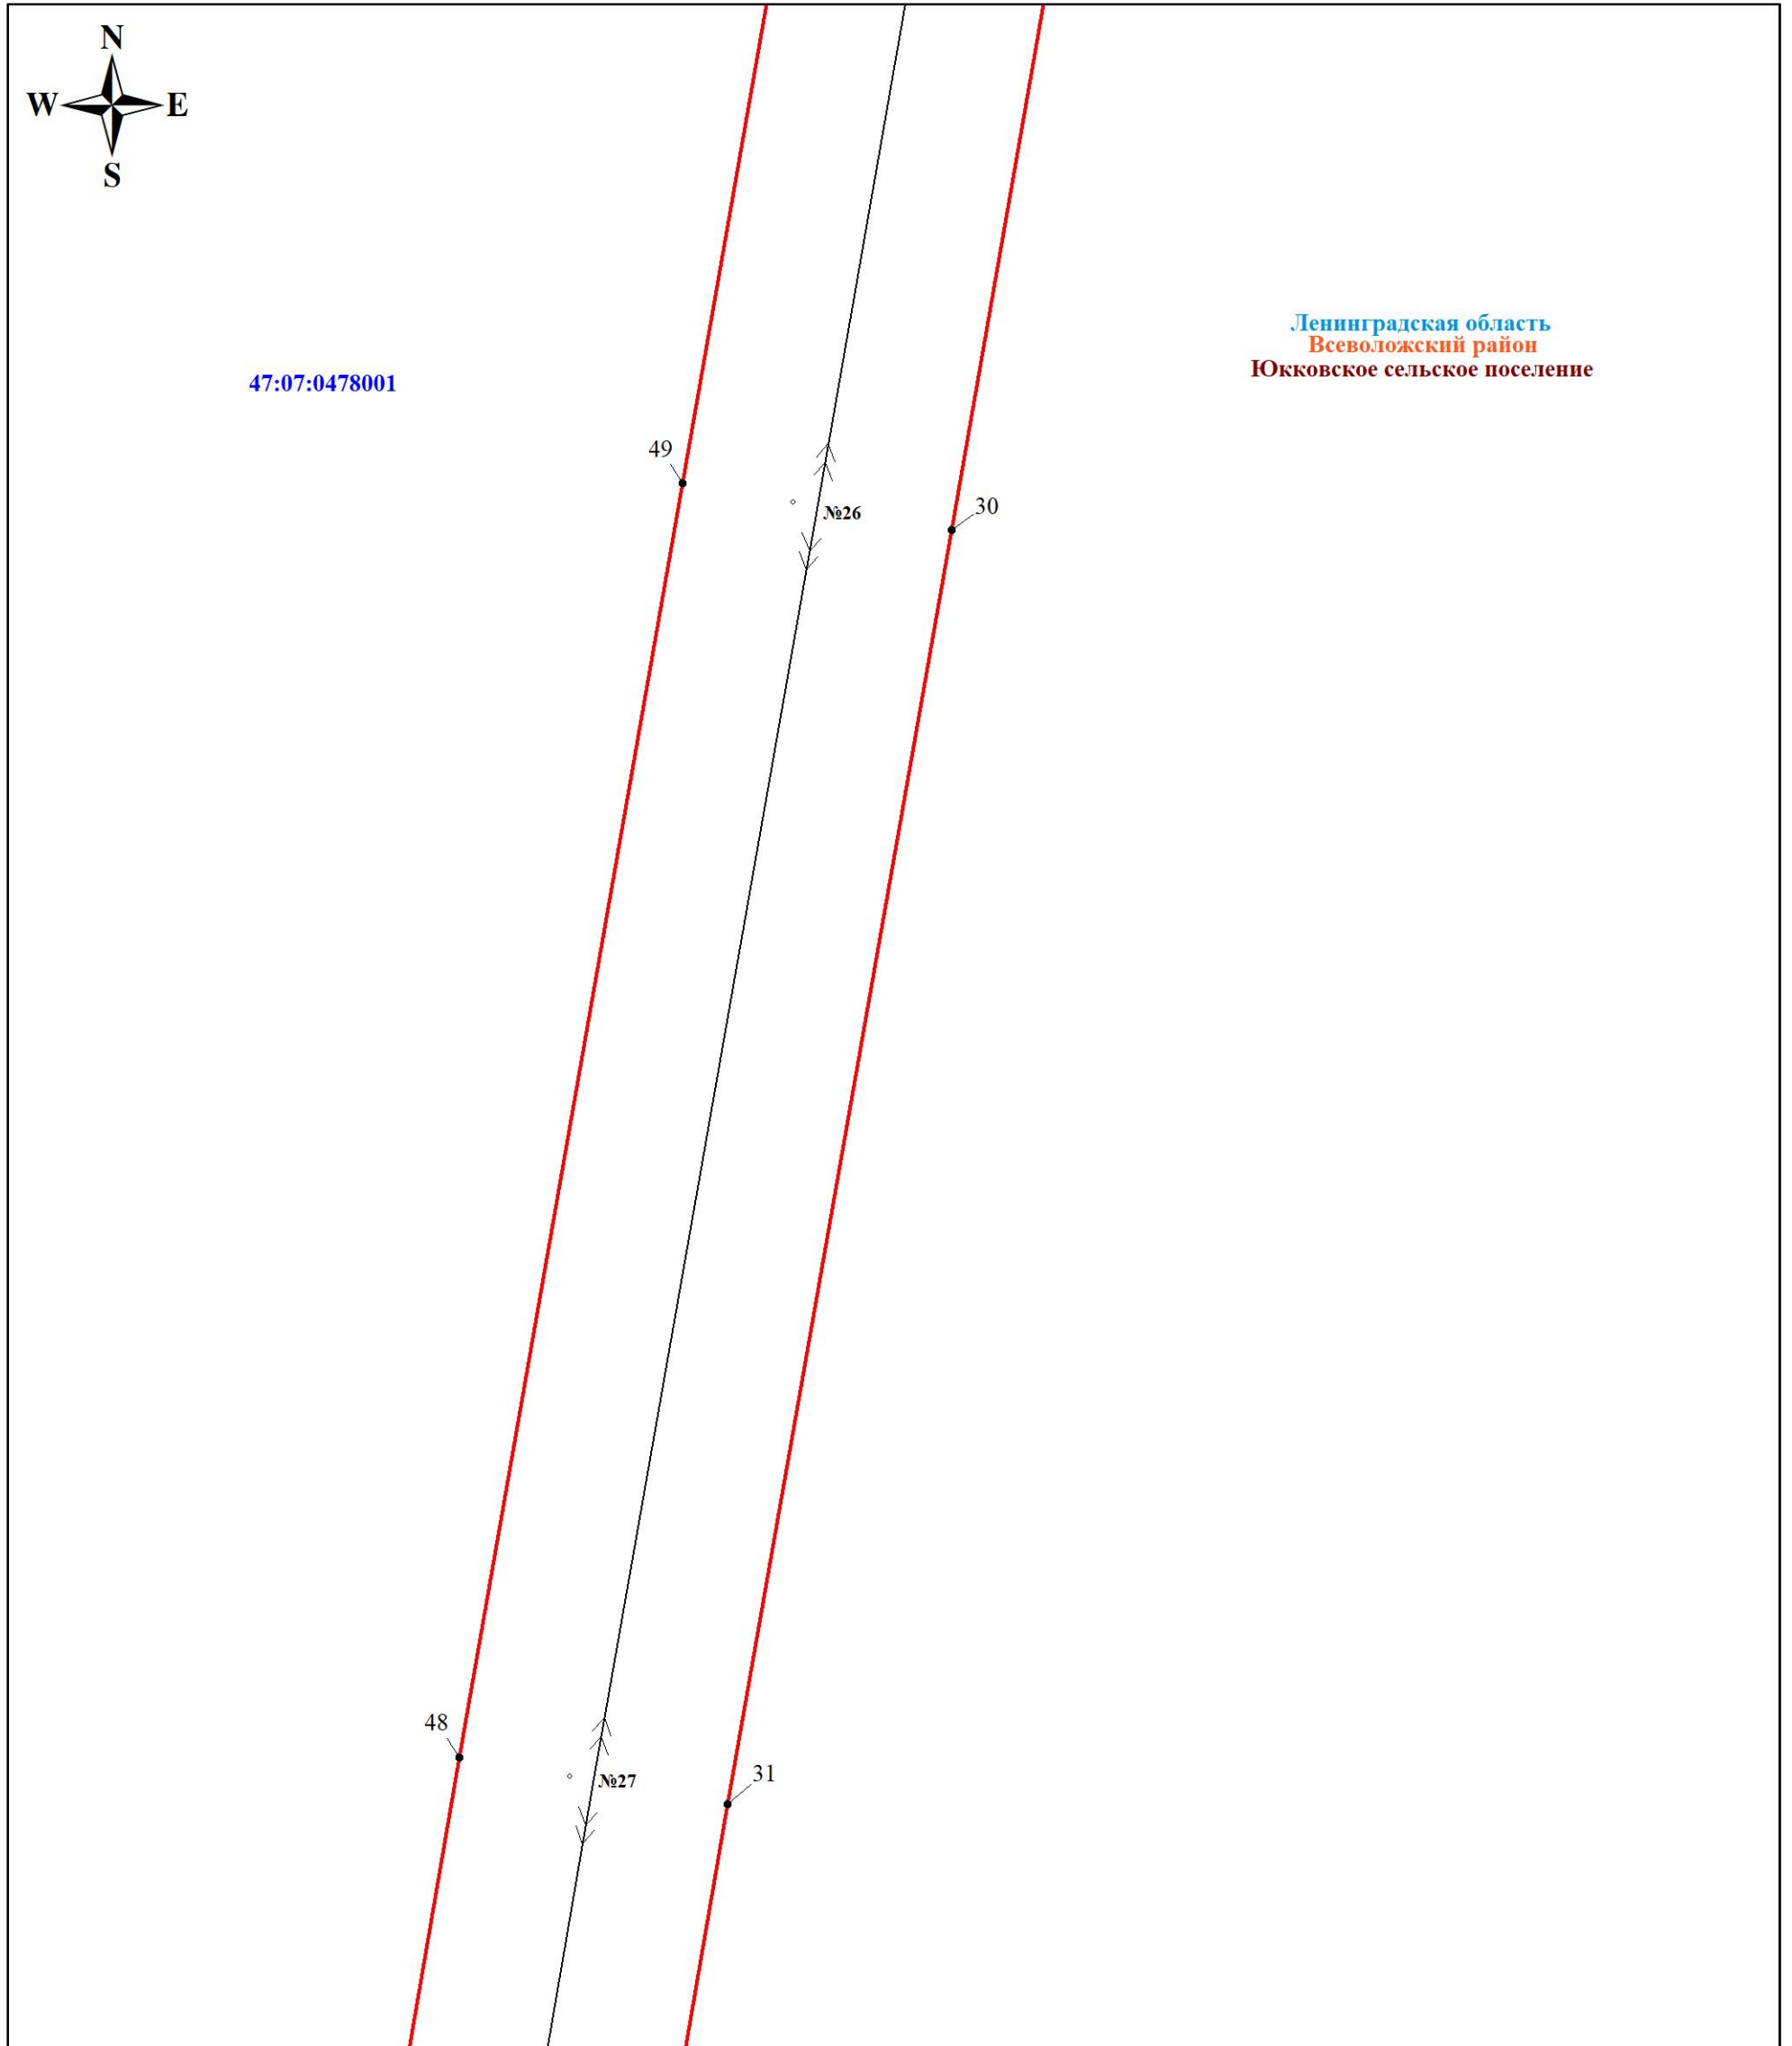 N
W E
S
Ленинградская область
Всеволожский район
Юкковское сельское поселение
47:07:0478001
49
30
№26
48
31
№27